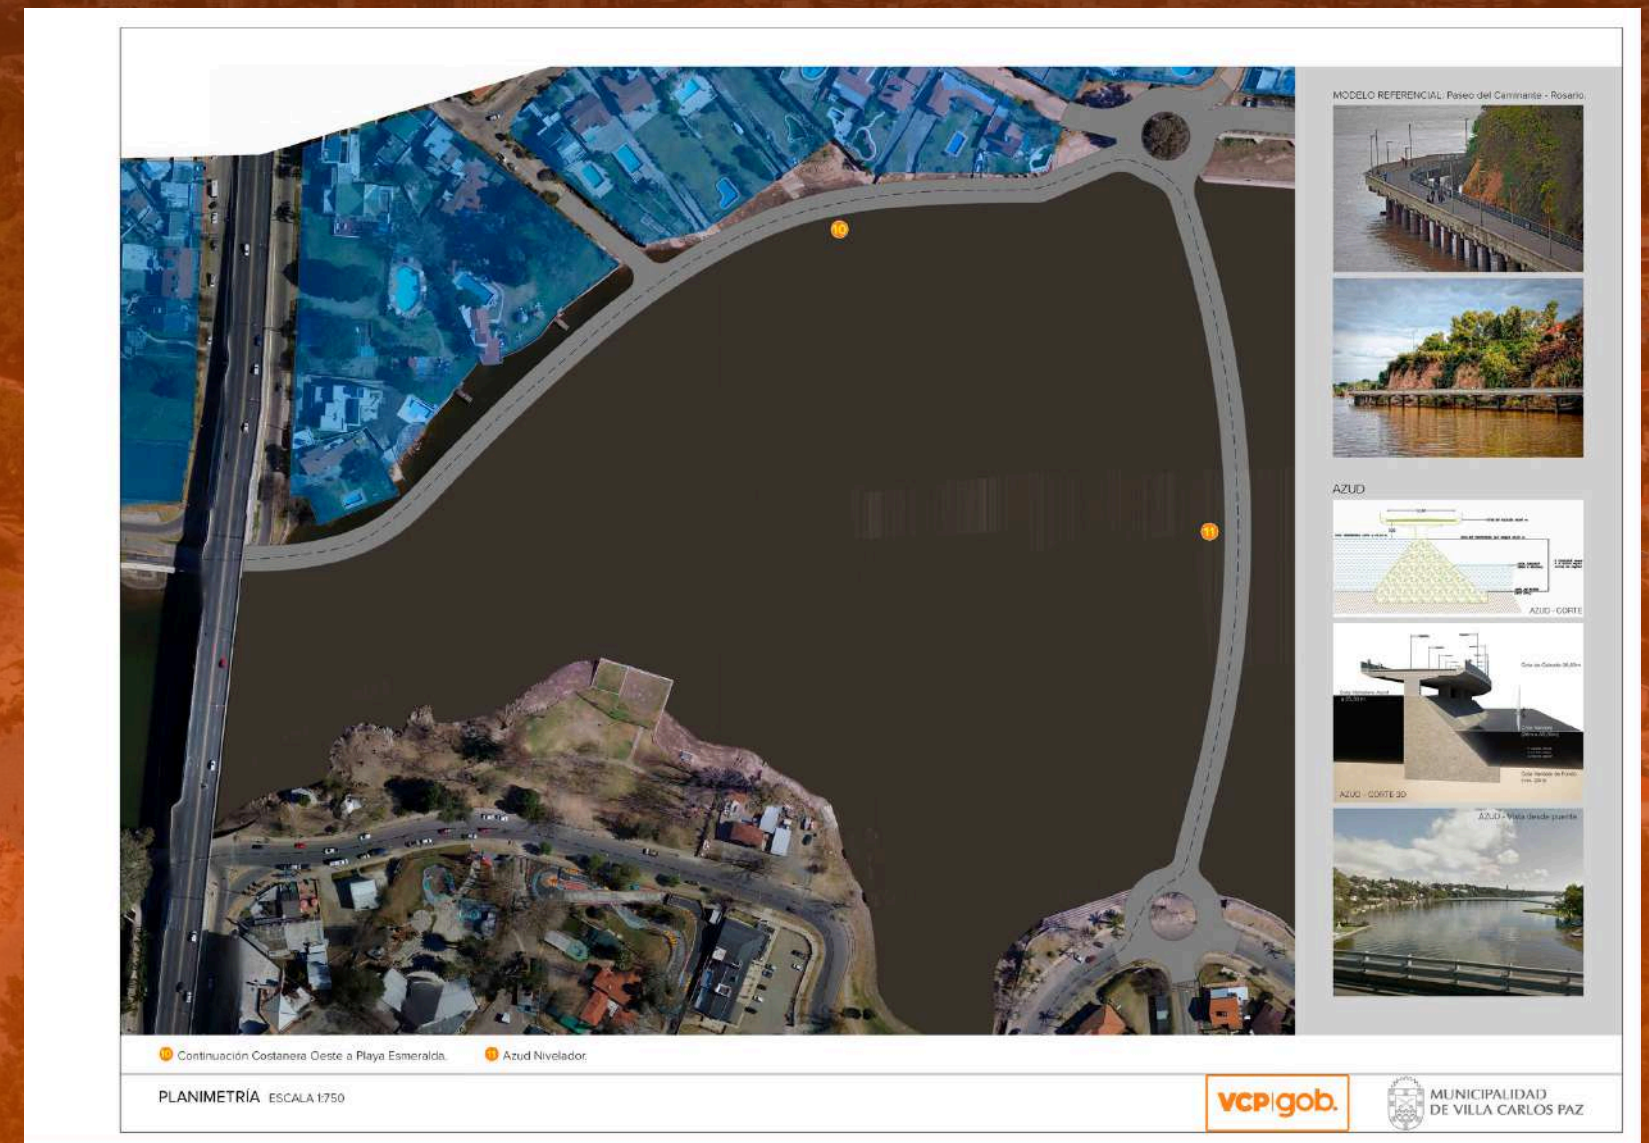 MODELO REFERENCIAL: Paseo del Caminante - Rosario.
10
11
AZUD
AZUD - CORTE
AZUD - CORTE 3D
AZUD - Vista desde puente
10 Continuación Costanera Oeste a Playa Esmeralda.
11 Azud Nivelador.
PLANIMETRÍA ESCALA 1:750
VCP|gob.
MUNICIPALIDAD
DE VILLA CARLOS PAZ